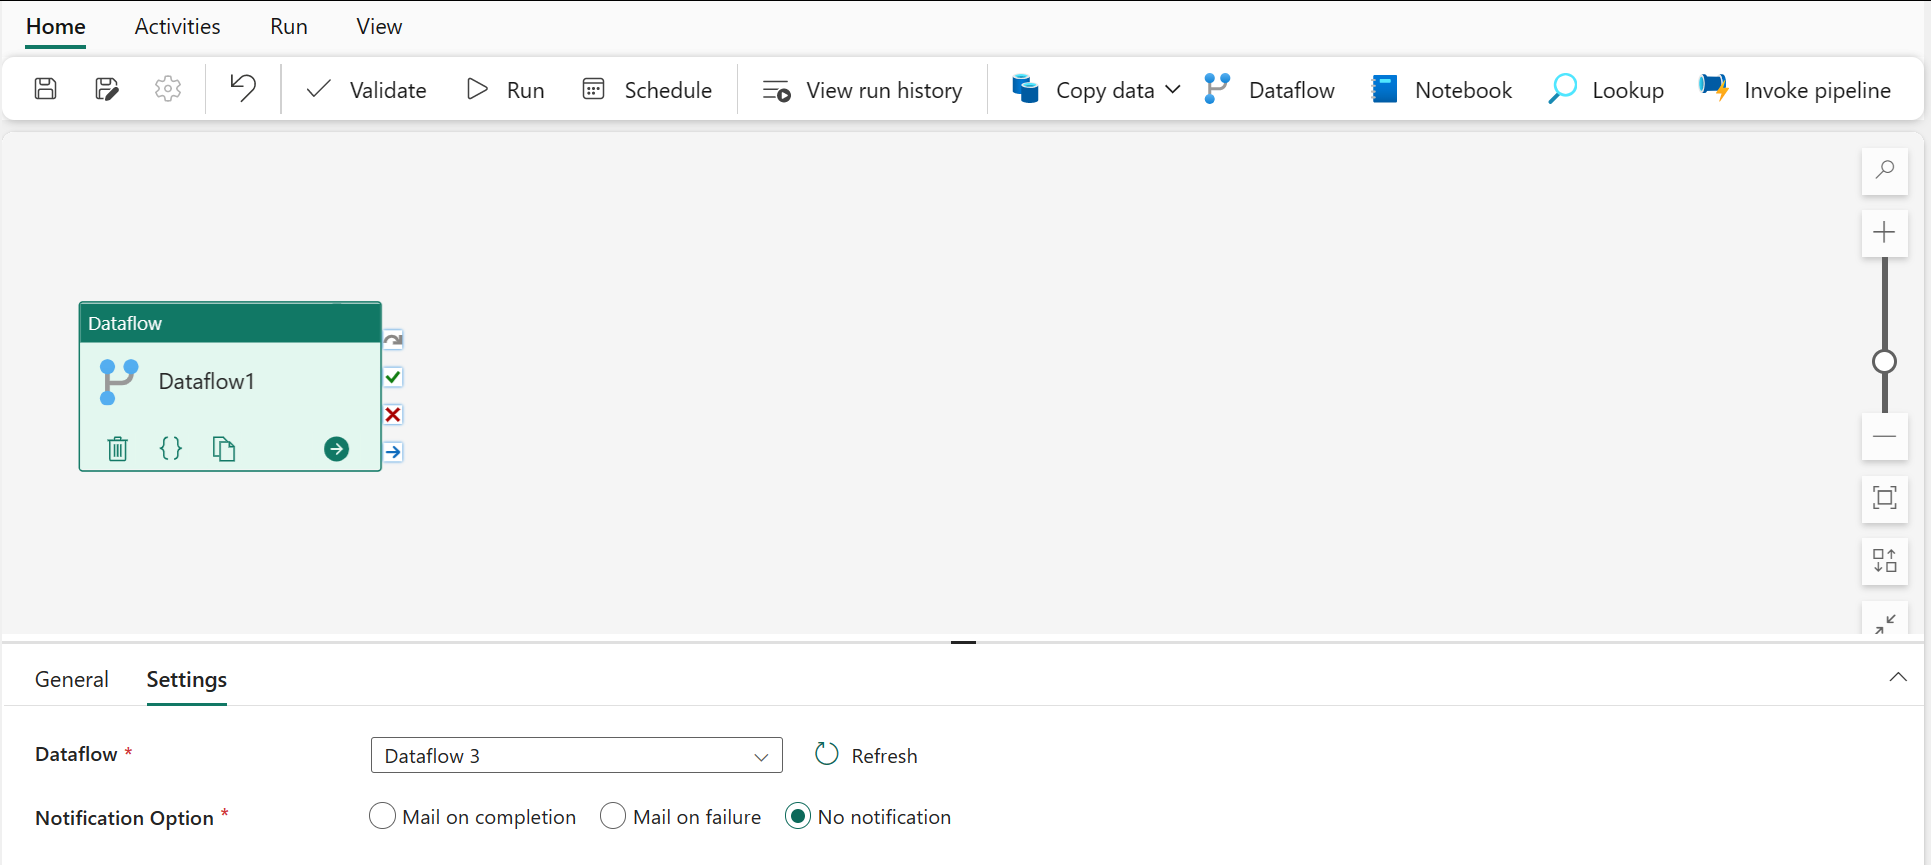 Home Activities Run View
Validate Run Schedule View run history Copy data Dataflow Notebook Lookup Invoke pipeline
Dataflow
Dataflow1
General Settings
Dataflow * Dataflow 3 Refresh
Notification Option * Mail on completion Mail on failure No notification